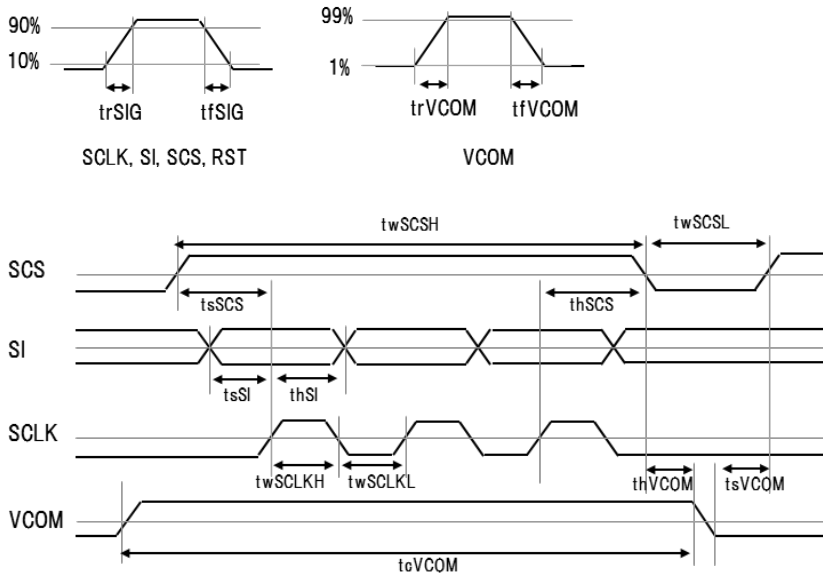 90%
10%
trSIG tfSIG
SCLK, SI, SCS, RST
99%
1%
trVCOM tfVCOM
VCOM
twSCSH twSCSL
SCS
tsSCS thSCS
SI
tsSI thSI
SCLK
twSCLKH twSCLKL thVCOM tsVCOM
VCOM
tcVCOM